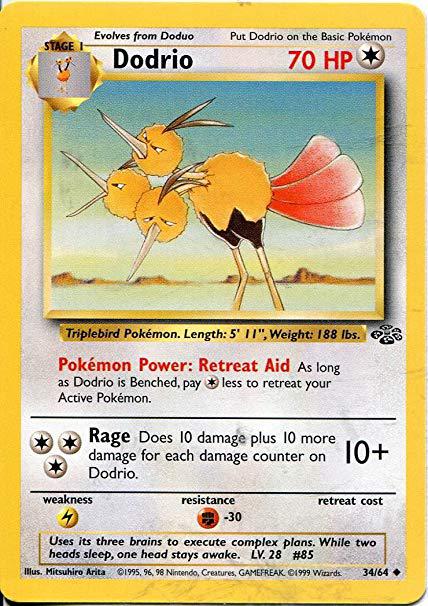 Evolves from Doduo Put Dodrio on the Basic Pokémon
STAGE 1
Dodrio 70 HP
Triplebird Pokémon. Length: 5' 11", Weight: 188 lbs.
Pokémon Power: Retreat Aid As long
as Dodrio is Benched, pay less to retreat your
Active Pokémon.
Rage Does 10 damage plus 10 more
damage for each damage counter on
Dodrio.
10+
weakness resistance retreat cost
-30
Uses its three brains to execute complex plans. While two
heads sleep, one head stays awake. LV. 28 #85
Illus. Mitsuhiro Arita ©1995, 96, 98 Nintendo, Creatures, GAMEFREAK. ©1999 Wizards. 34/64